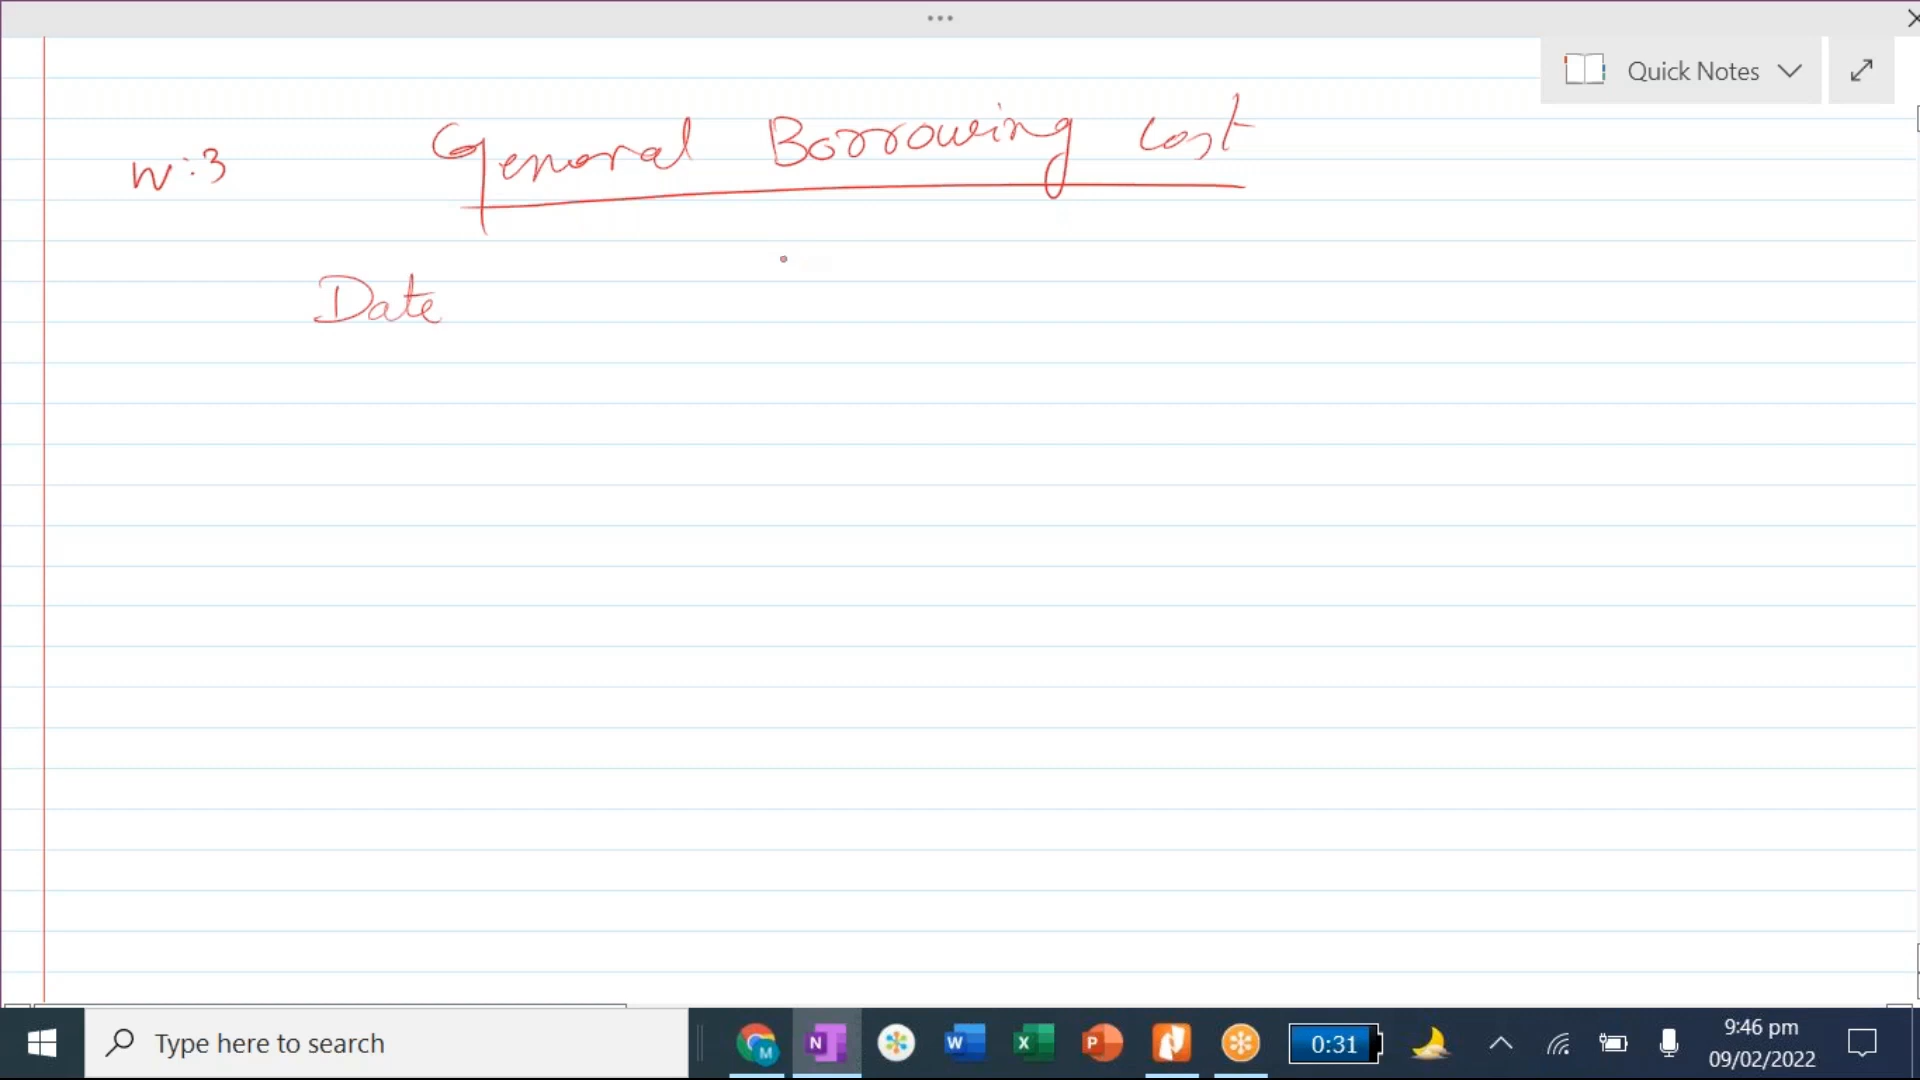 Quick Notes
General Borrowing Cost
W:3
Date
Type here to search
M
N
W
X
P
0:31
9:46 pm
09/02/2022